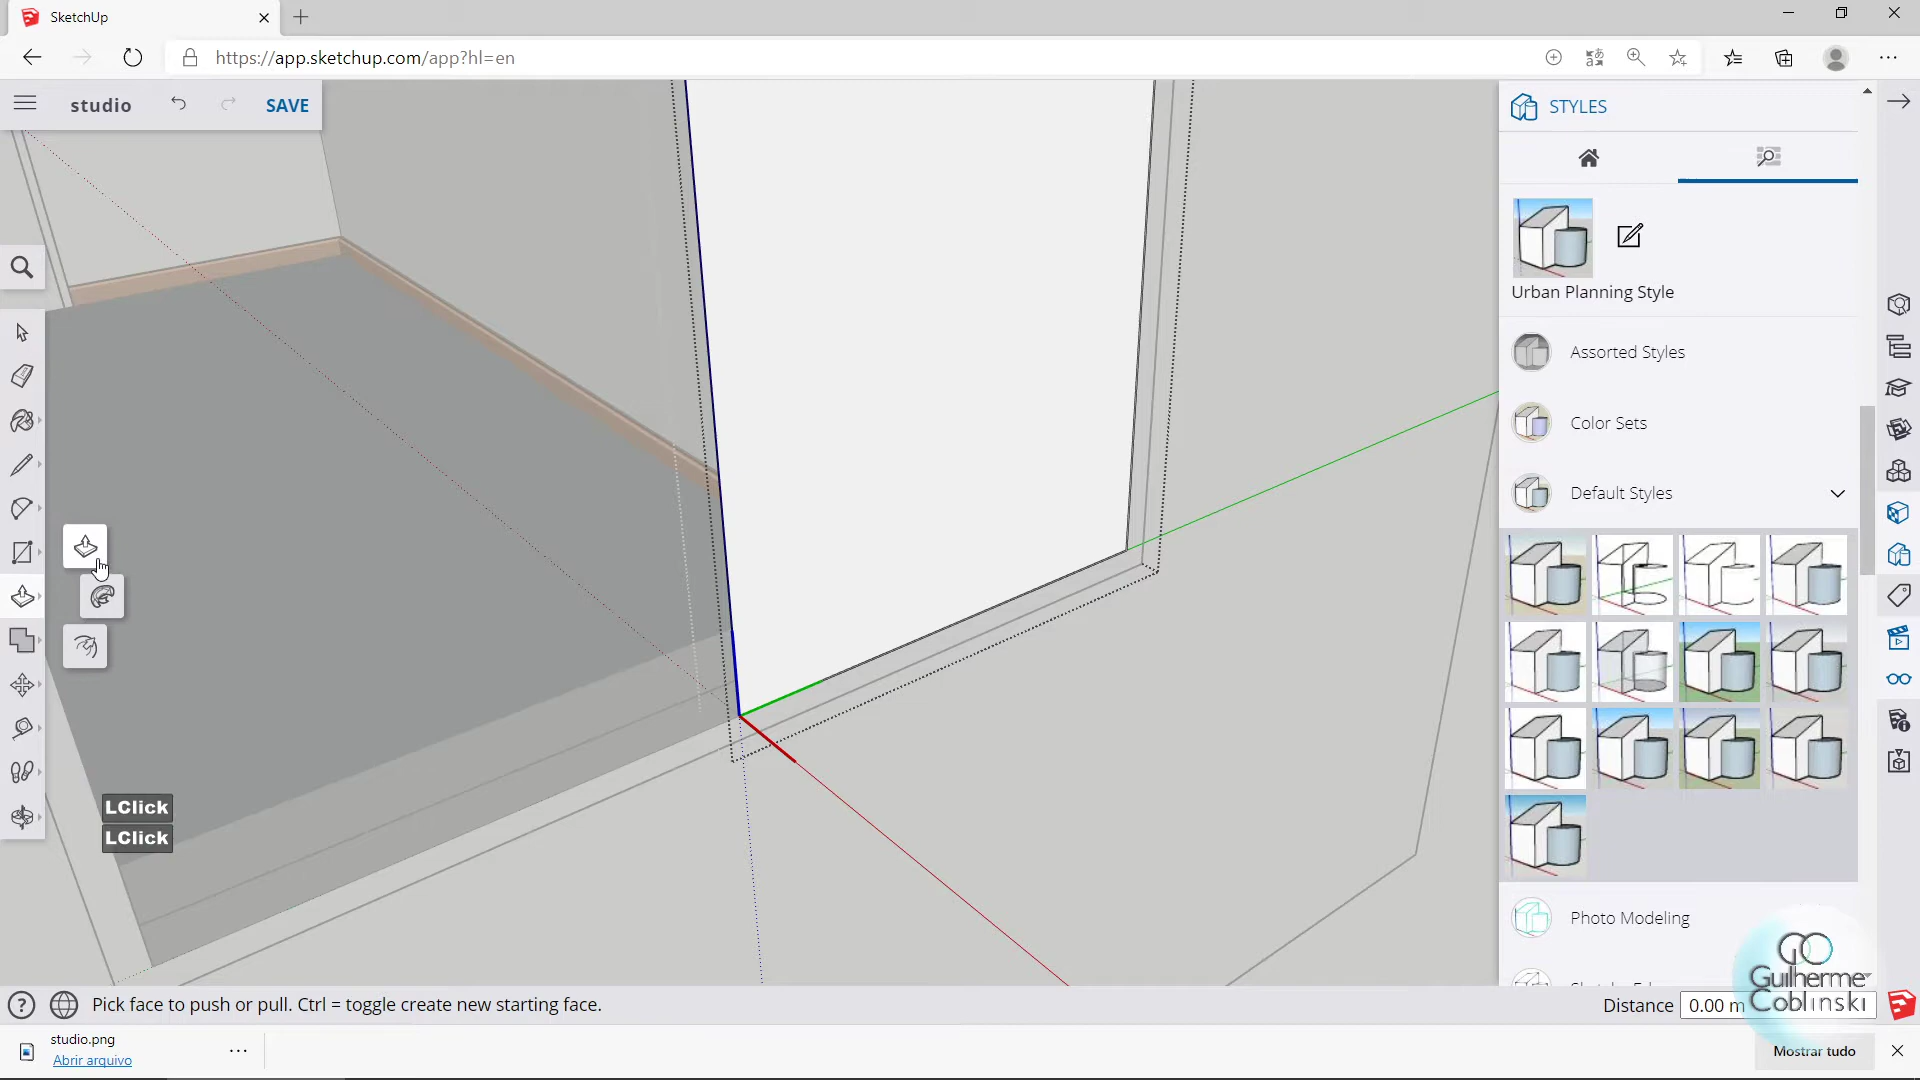 SketchUp
https://app.sketchup.com/app?hl=en
studio
SAVE
STYLES
Urban Planning Style
Assorted Styles
Color Sets
Default Styles
Photo Modeling
LClick
LClick
Pick face to push or pull. Ctrl = toggle create new starting face.
Distance
0.00 m
Guilherme
Coblinski
studio.png
Abrir arquivo
Mostrar tudo